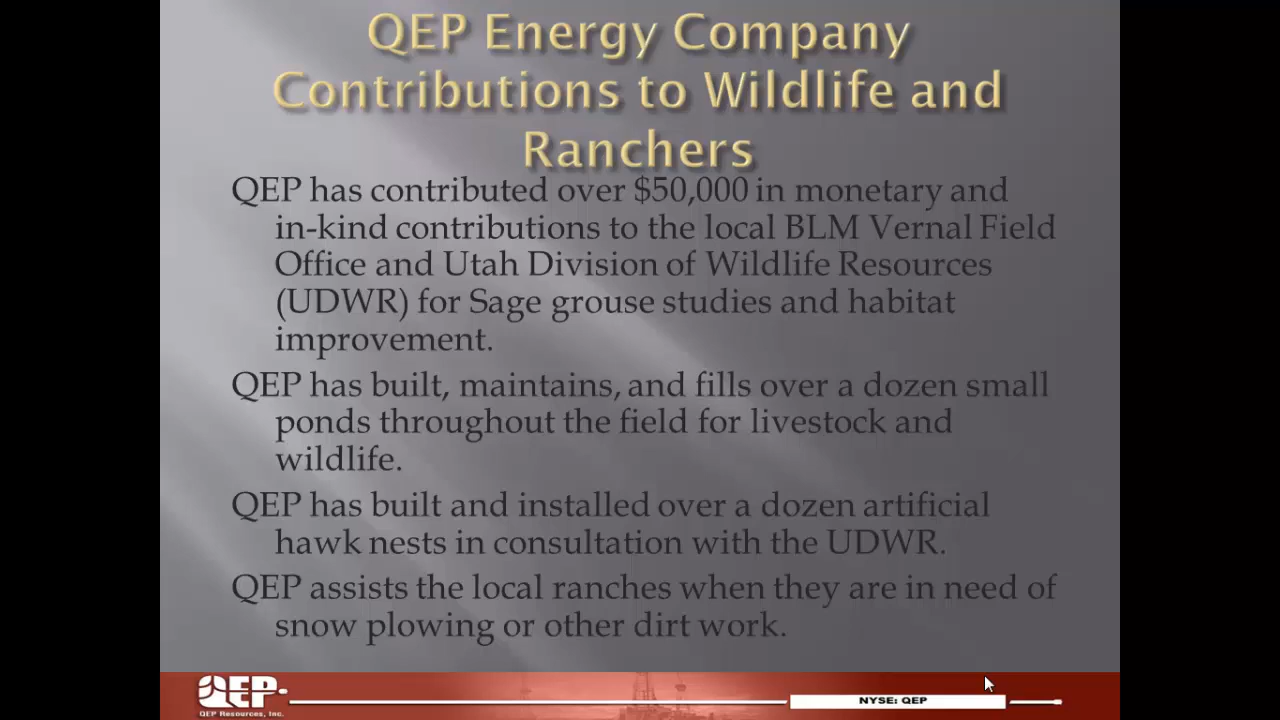 QEP Energy Company
Contributions to Wildlife and
Ranchers
QEP has contributed over $50,000 in monetary and
in-kind contributions to the local BLM Vernal Field
Office and Utah Division of Wildlife Resources
(UDWR) for Sage grouse studies and habitat
improvement.
QEP has built, maintains, and fills over a dozen small
ponds throughout the field for livestock and
wildlife.
QEP has built and installed over a dozen artificial
hawk nests in consultation with the UDWR.
QEP assists the local ranches when they are in need of
snow plowing or other dirt work.
QEP
QEP Resources, Inc.
NYSE: QEP